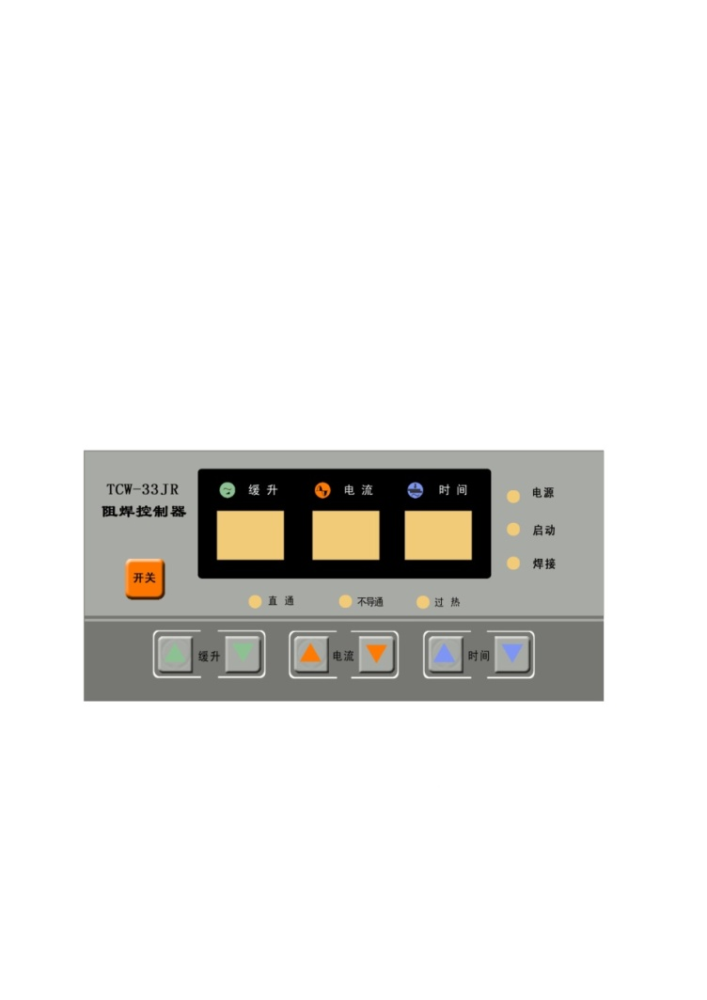 TCW-33JR
阻焊控制器
开关
缓升 电流 时间
电源
启动
焊接
直通 不导通 过热
缓升 电流 时间